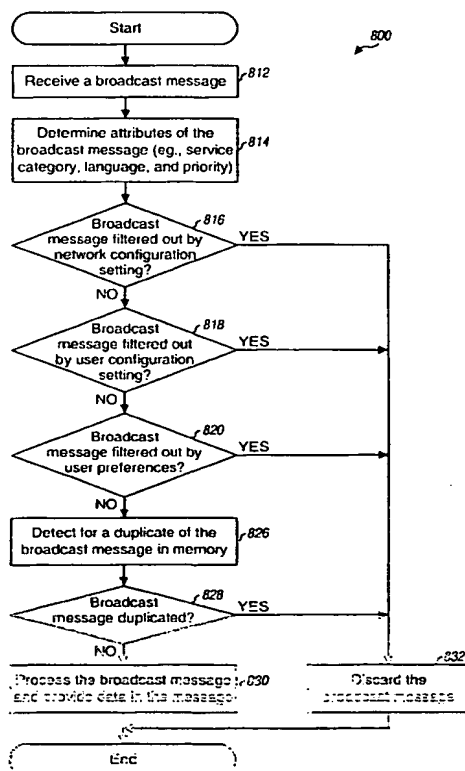 Start
800
Receive a broadcast message
812
Determine attributes of the
broadcast message (eg., service
category, language, and priority)
814
Broadcast
message filtered out by
network configuration
setting?
816
YES
NO
Broadcast
message filtered out
by user configuration
setting?
818
YES
NO
Broadcast
message filtered out by
user preferences?
820
YES
NO
Detect for a duplicate of the
broadcast message in memory
826
Broadcast
message duplicated?
828
YES
NO
Process the broadcast message
and provide data in the message
830
Discard the
broadcast message
832
End